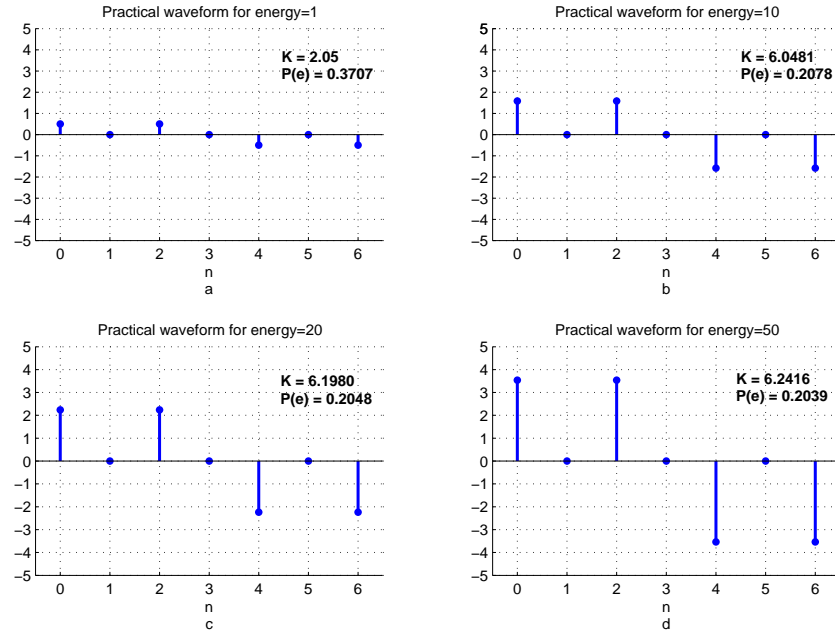 Practical waveform for energy=1
5
4
3
2
1
0
−1
−2
−3
−4
−5
K = 2.05
P(e) = 0.3707
0 1 2 3 4 5 6
n
a
Practical waveform for energy=10
5
4
3
2
1
0
−1
−2
−3
−4
−5
K = 6.0481
P(e) = 0.2078
0 1 2 3 4 5 6
n
b
Practical waveform for energy=20
5
4
3
2
1
0
−1
−2
−3
−4
−5
K = 6.1980
P(e) = 0.2048
0 1 2 3 4 5 6
n
c
Practical waveform for energy=50
5
4
3
2
1
0
−1
−2
−3
−4
−5
K = 6.2416
P(e) = 0.2039
0 1 2 3 4 5 6
n
d